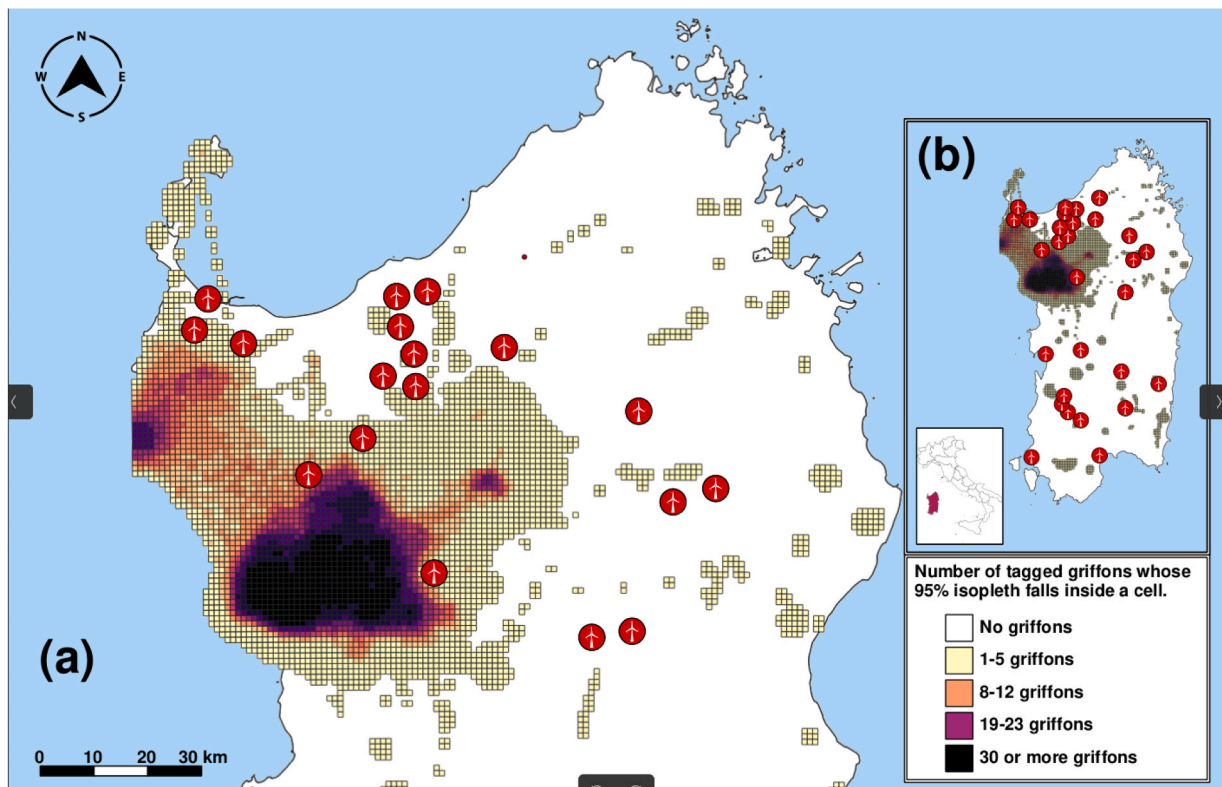 N
W E
S
(a)
0 10 20 30 km
(b)
Number of tagged griffons whose
95% isopleth falls inside a cell.
No griffons
1-5 griffons
8-12 griffons
19-23 griffons
30 or more griffons